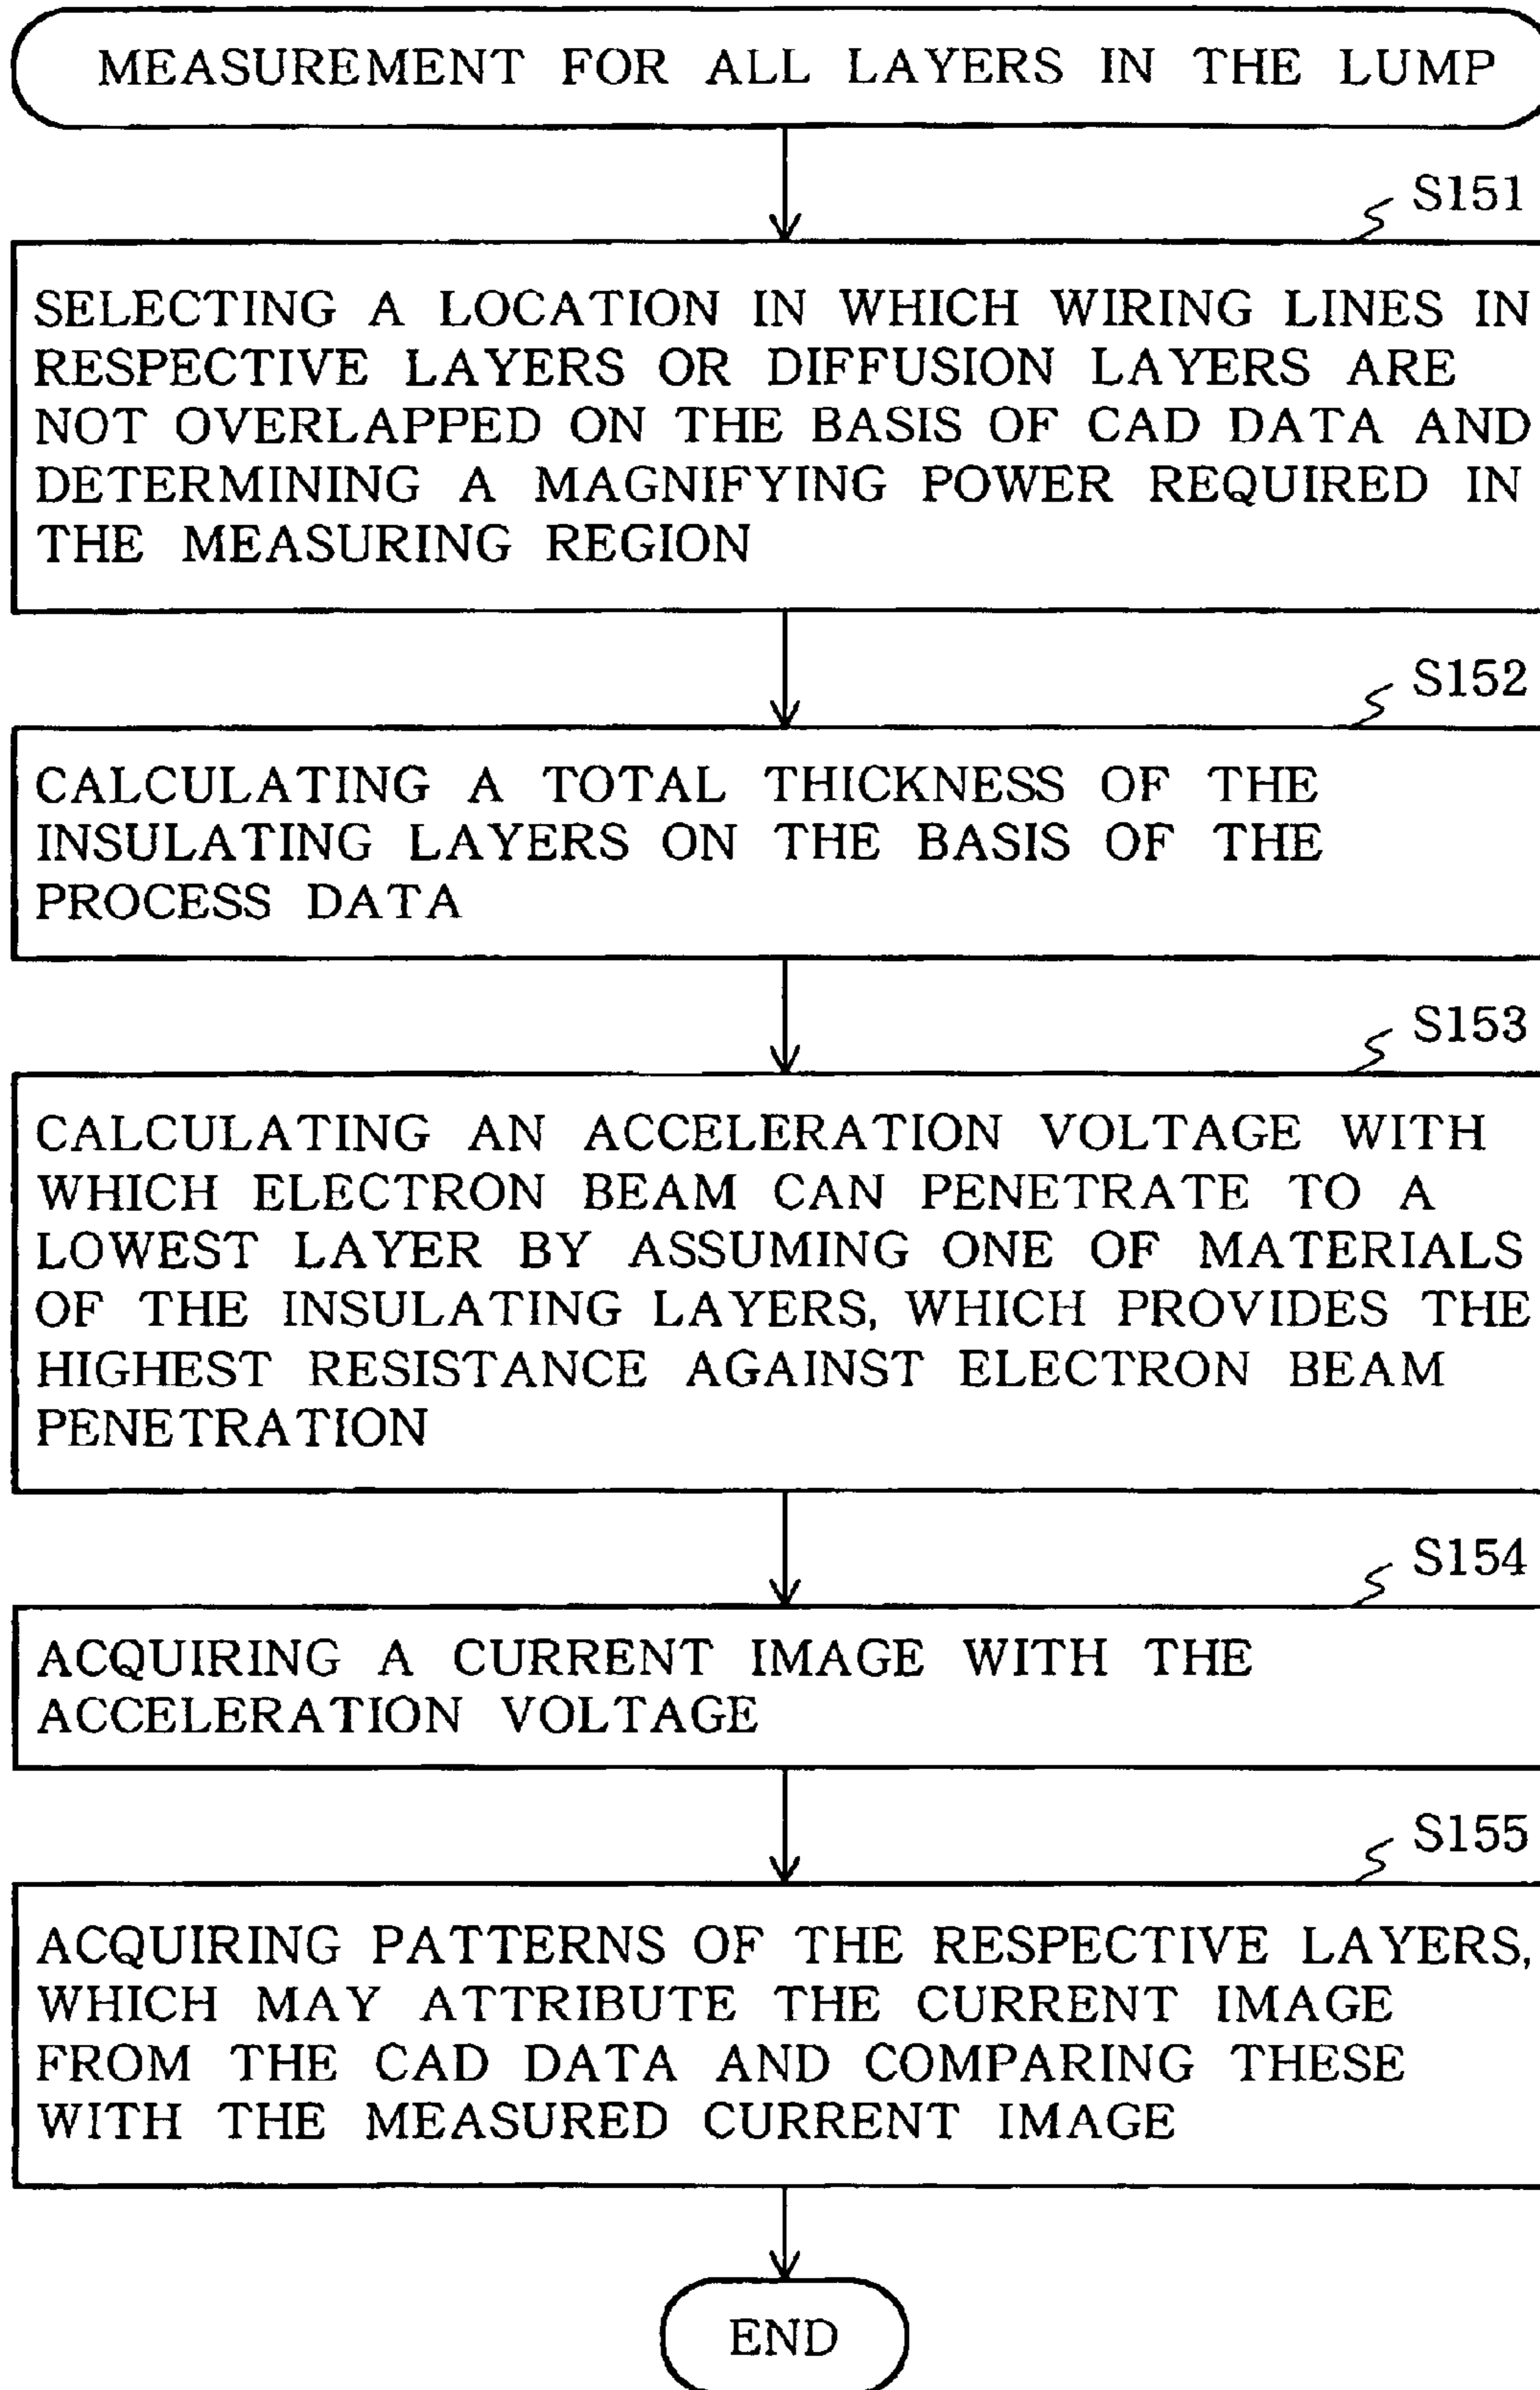 MEASUREMENT FOR ALL LAYERS IN THE LUMP
S151
SELECTING A LOCATION IN WHICH WIRING LINES IN
RESPECTIVE LAYERS OR DIFFUSION LAYERS ARE
NOT OVERLAPPED ON THE BASIS OF CAD DATA AND
DETERMINING A MAGNIFYING POWER REQUIRED IN
THE MEASURING REGION
S152
CALCULATING A TOTAL THICKNESS OF THE
INSULATING LAYERS ON THE BASIS OF THE
PROCESS DATA
S153
CALCULATING AN ACCELERATION VOLTAGE WITH
WHICH ELECTRON BEAM CAN PENETRATE TO A
LOWEST LAYER BY ASSUMING ONE OF MATERIALS
OF THE INSULATING LAYERS, WHICH PROVIDES THE
HIGHEST RESISTANCE AGAINST ELECTRON BEAM
PENETRATION
S154
ACQUIRING A CURRENT IMAGE WITH THE
ACCELERATION VOLTAGE
S155
ACQUIRING PATTERNS OF THE RESPECTIVE LAYERS,
WHICH MAY ATTRIBUTE THE CURRENT IMAGE
FROM THE CAD DATA AND COMPARING THESE
WITH THE MEASURED CURRENT IMAGE
END